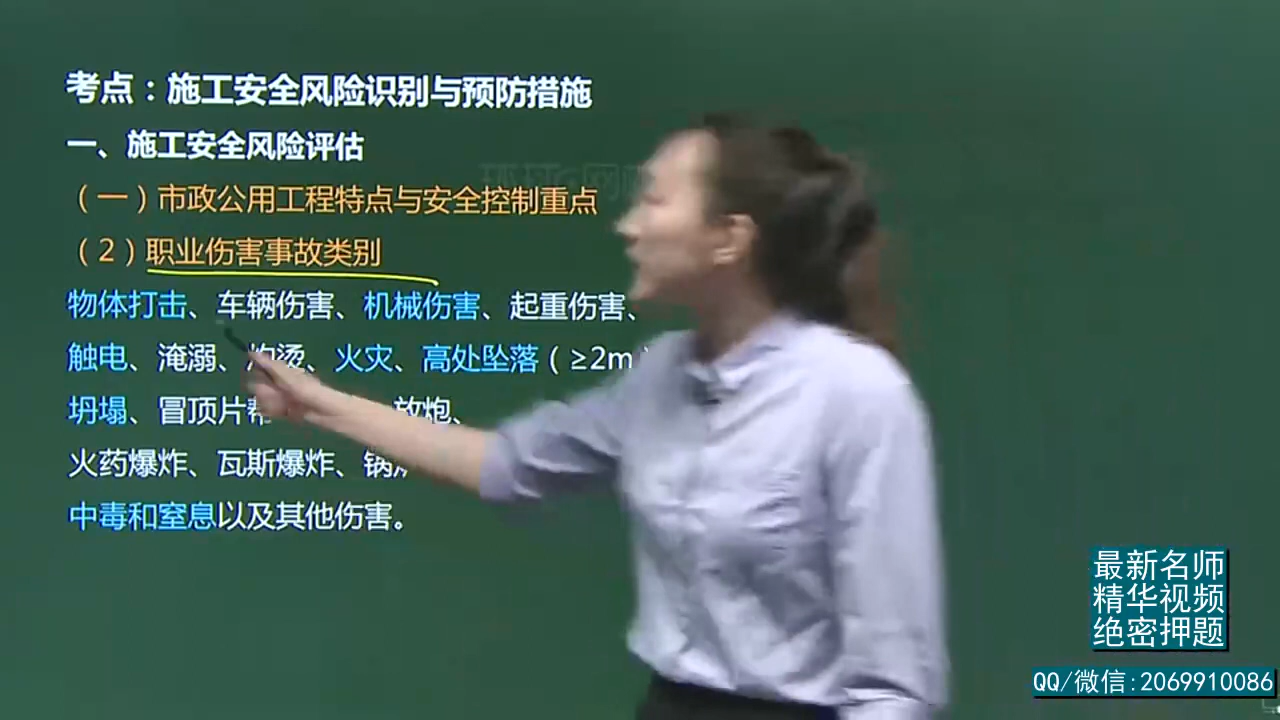 考点：施工安全风险识别与预防措施
一、施工安全风险评估
（一）市政公用工程特点与安全控制重点
（2）职业伤害事故类别
物体打击、车辆伤害、机械伤害、起重伤害、
触电、淹溺、灼烫、火灾、高处坠落（≥2m
坍塌、冒顶片帮 放炮、
火药爆炸、瓦斯爆炸、锅
中毒和窒息以及其他伤害。
最新名师
精华视频
绝密押题
QQ/微信:2069910086